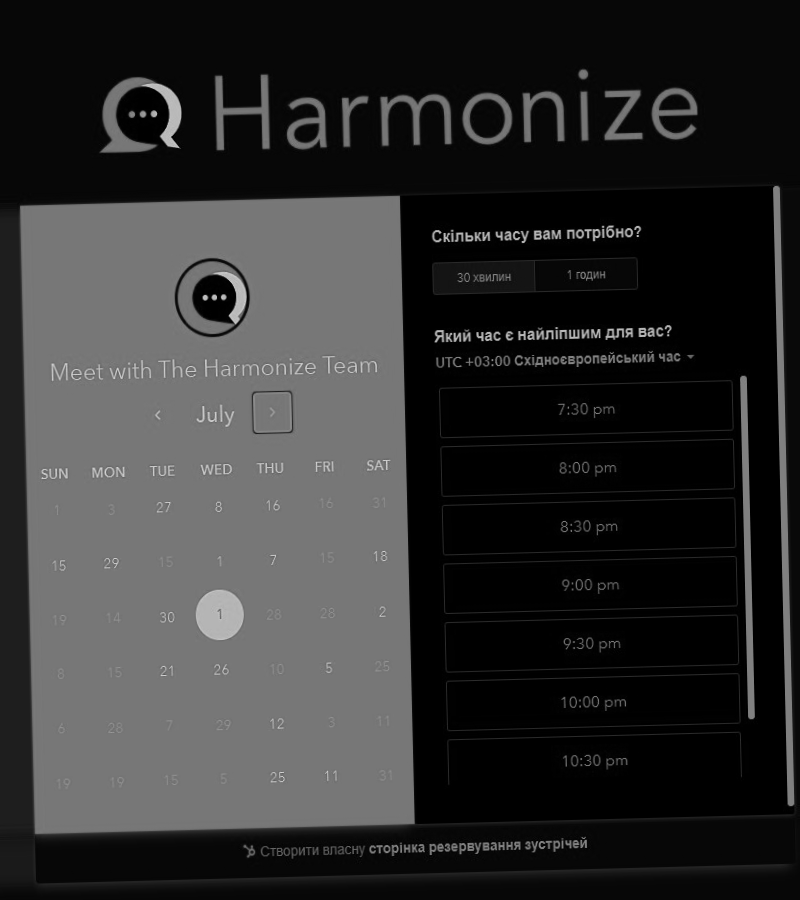 Harmonize
Meet with The Harmonize Team
July
SUN MON TUE WED THU FRI SAT
1 3 27 8 16 16 31
15 29 15 1 7 15 18
19 14 30 1 28 28 2
8 15 21 26 10 5 25
6 28 7 29 12 3 11
19 19 15 5 25 11 31
Скільки часу вам потрібно?
30 хвилин 1 годин
Який час є найліпшим для вас?
UTC +03:00 Східноєвропейський час
7:30 pm
8:00 pm
8:30 pm
9:00 pm
9:30 pm
10:00 pm
10:30 pm
Створити власну сторінка резервування зустрічей